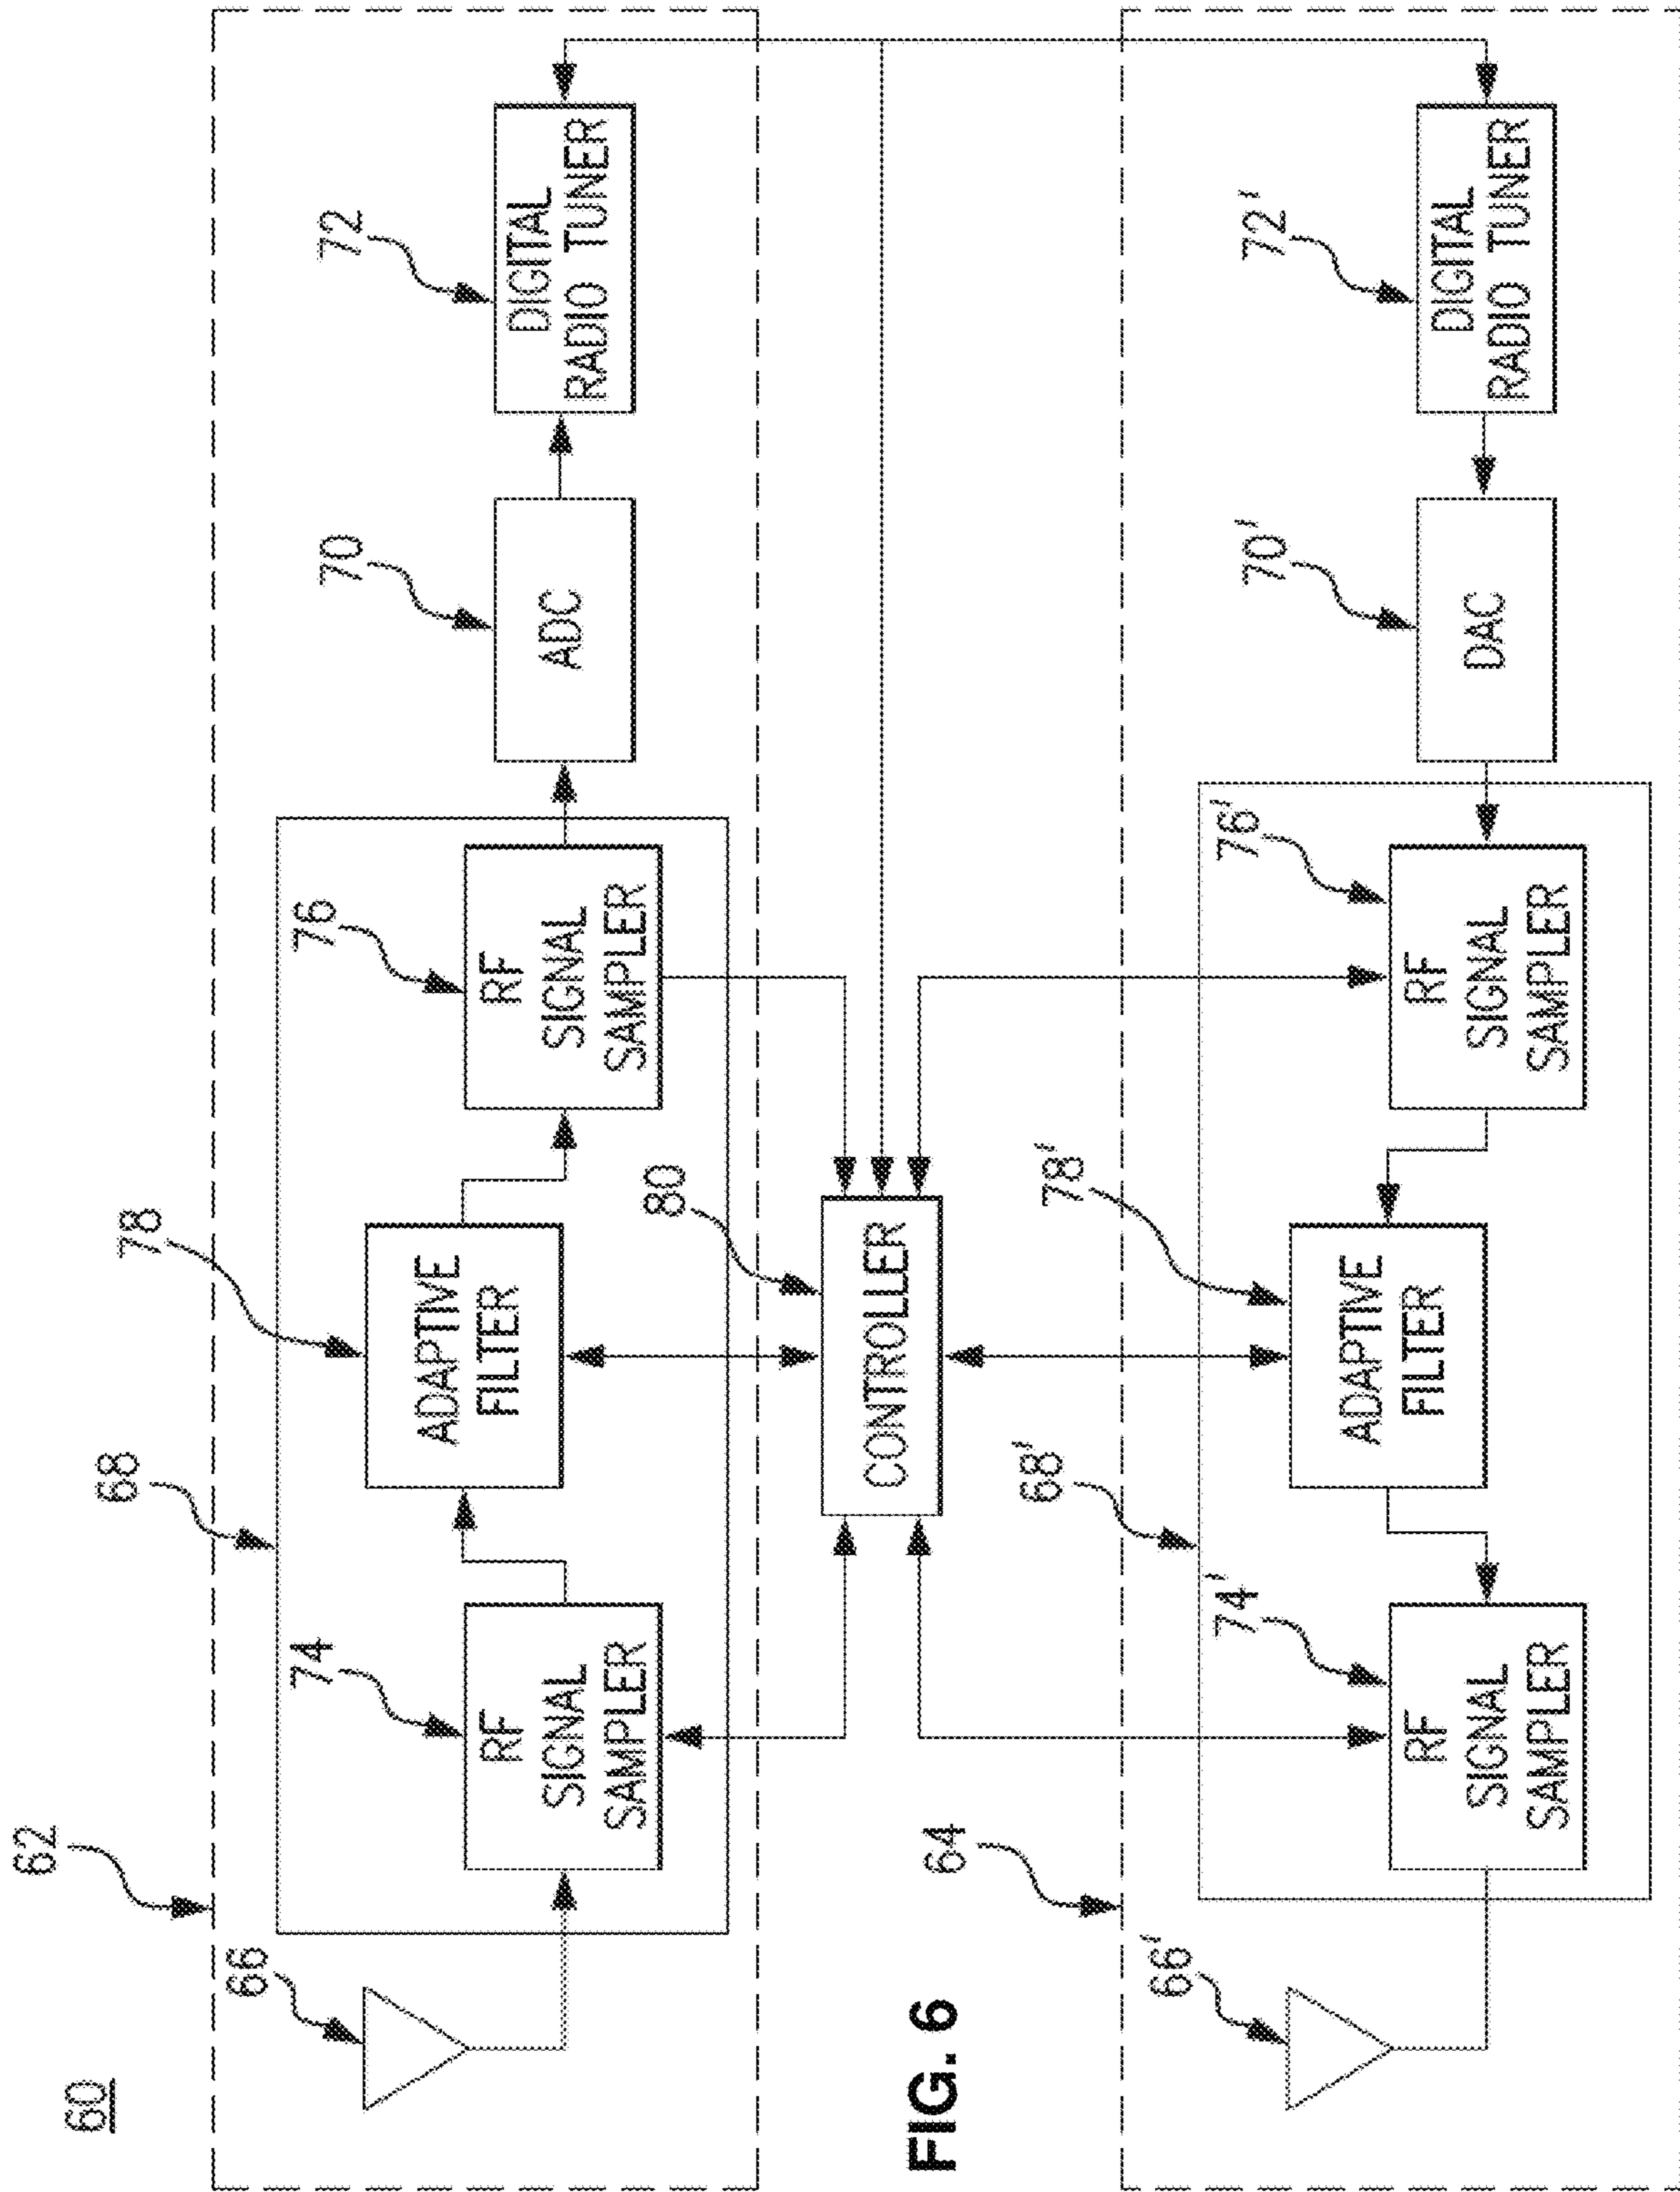 60
62
66
68
74
RF
SIGNAL
SAMPLER
78
ADAPTIVE
FILTER
76
RF
SIGNAL
SAMPLER
70
ADC
72
DIGITAL
RADIO TUNER
80
CONTROLLER
FIG. 6
64
66'
68'
74'
RF
SIGNAL
SAMPLER
78'
ADAPTIVE
FILTER
76'
RF
SIGNAL
SAMPLER
70'
DAC
72'
DIGITAL
RADIO TUNER